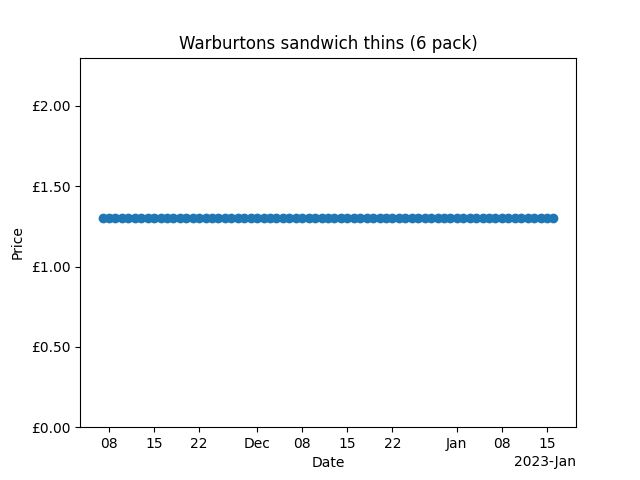 Warburtons sandwich thins (6 pack)
£2.00
£1.50
£1.00
£0.50
£0.00
Price
08 15 22 Dec 08 15 22 Jan 08 15
Date
2023-Jan